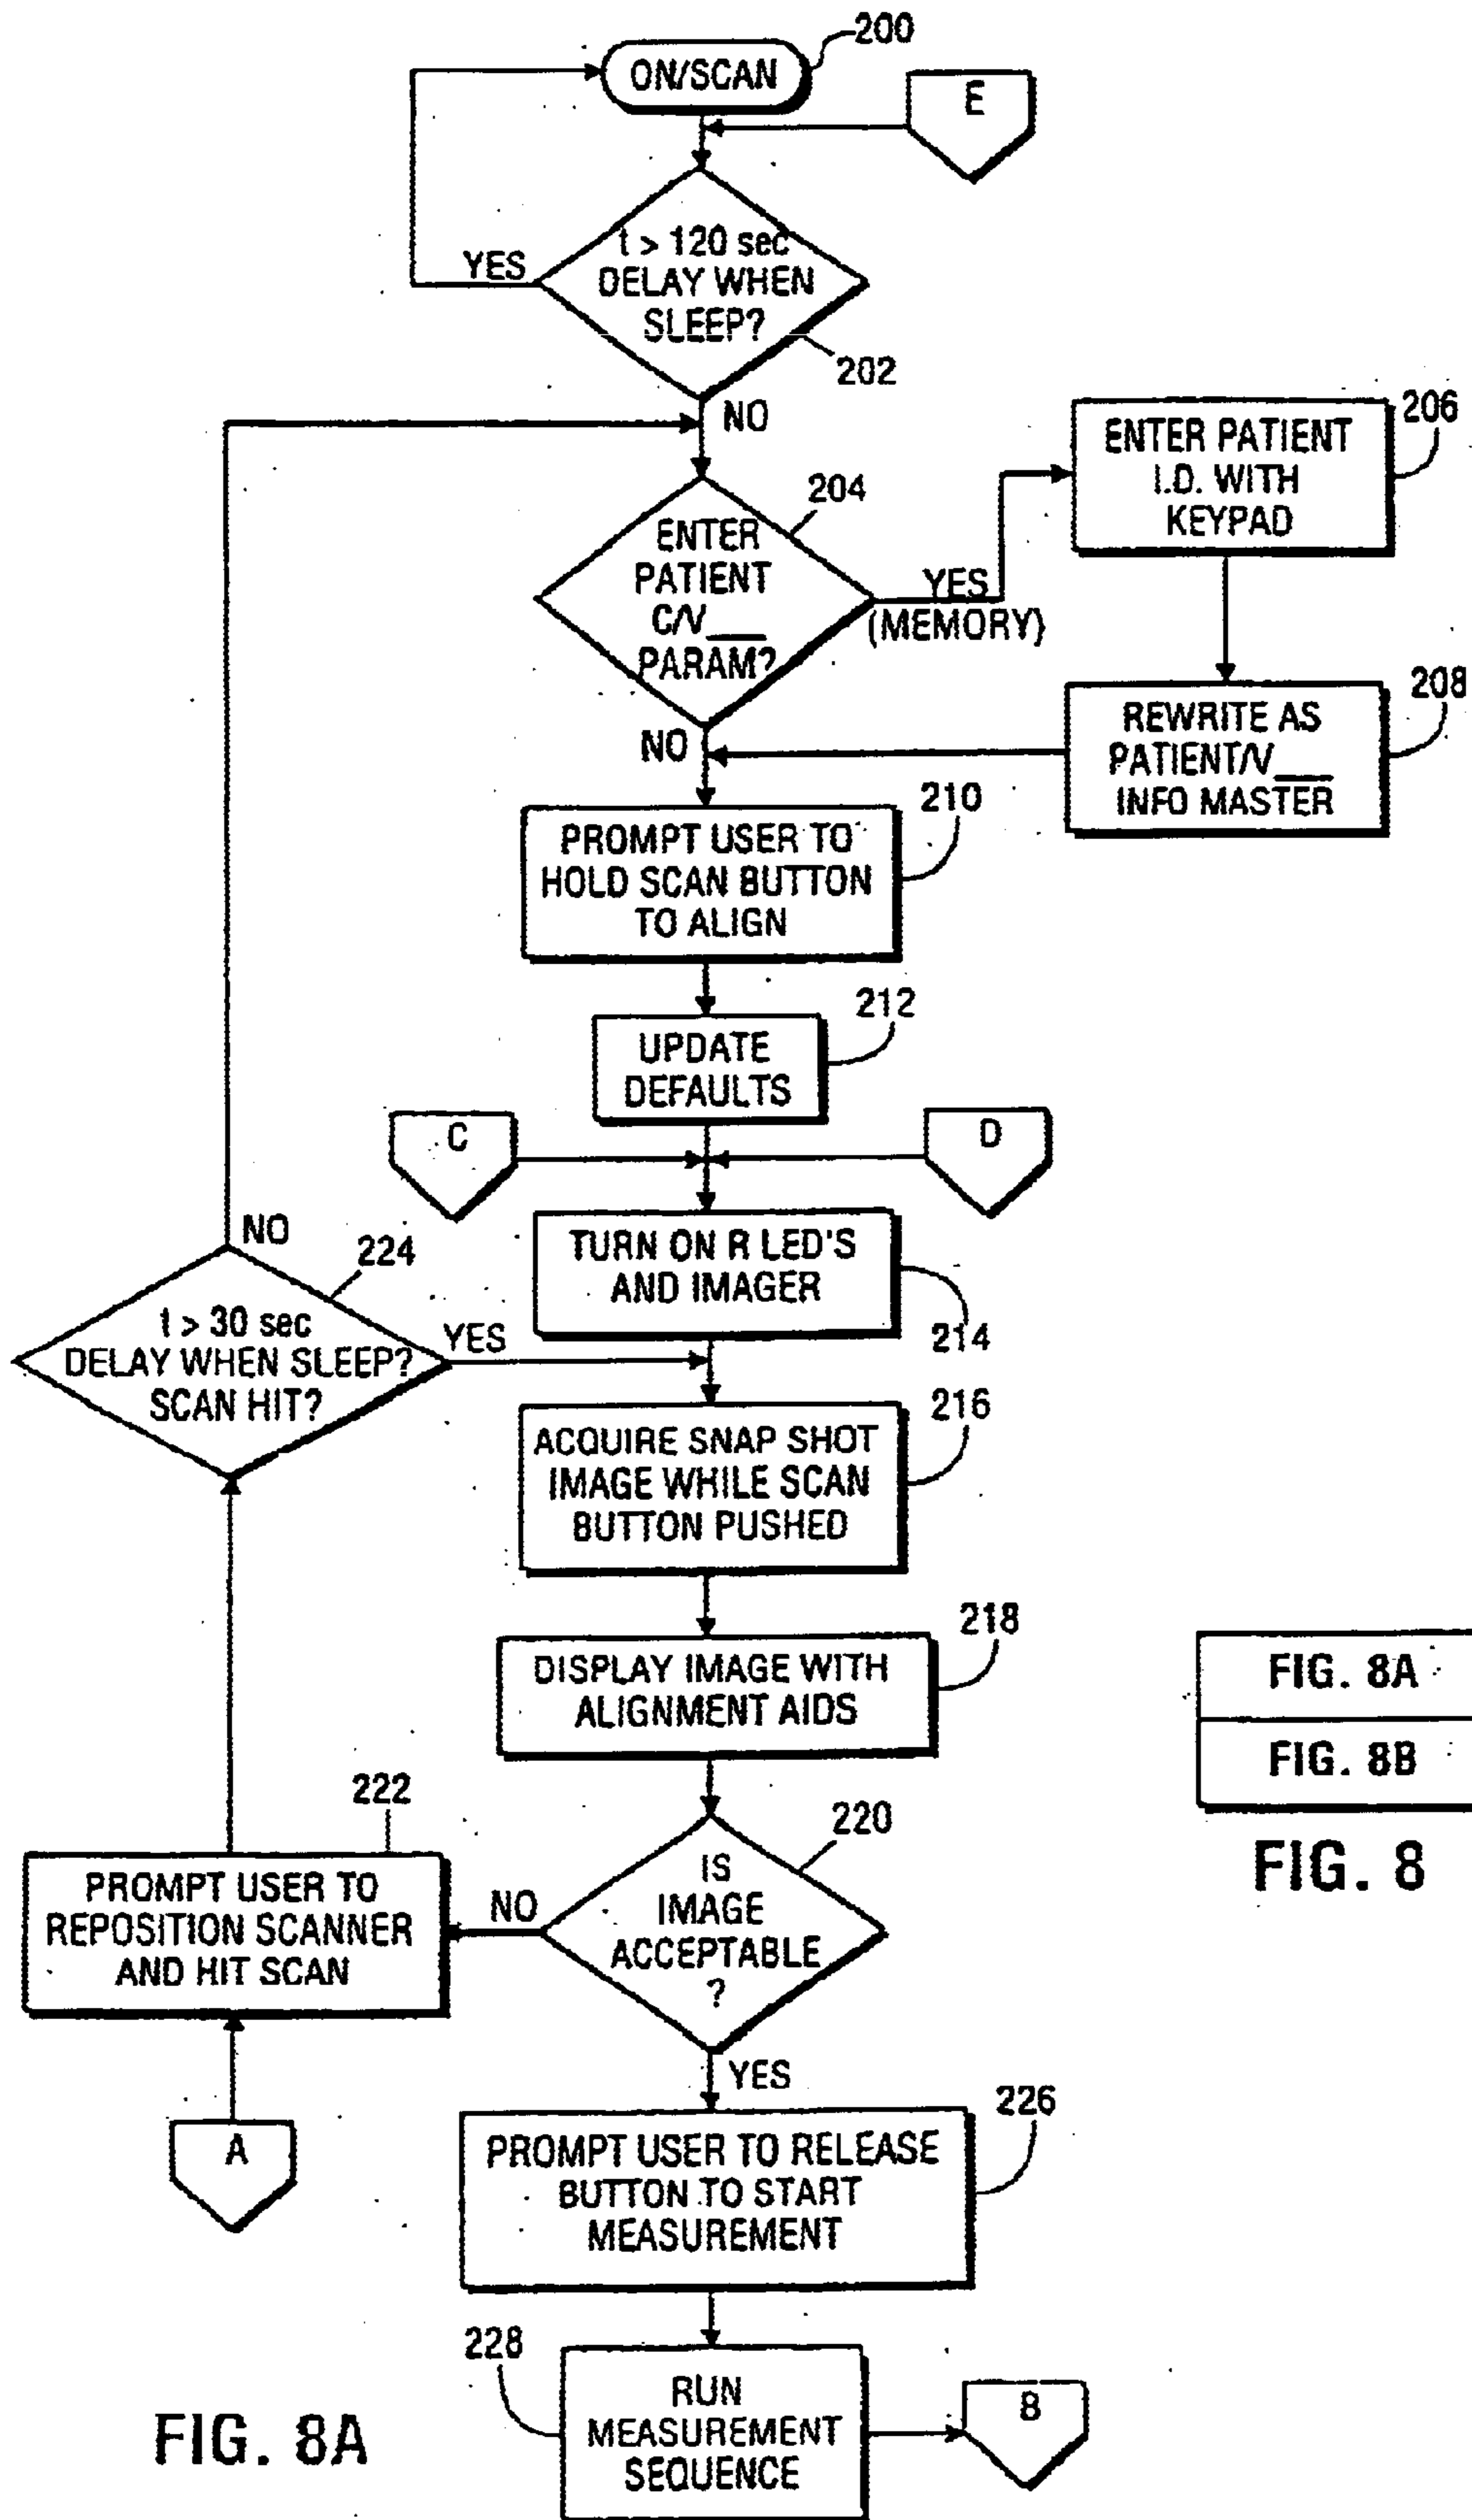 200
ON/SCAN
E
t > 120 sec
DELAY WHEN
SLEEP?
YES
202
NO
206
ENTER PATIENT
I.D. WITH
KEYPAD
204
ENTER
PATIENT
C/V___
PARAM?
YES
(MEMORY)
208
REWRITE AS
PATIENT/V___
INFO MASTER
NO
210
PROMPT USER TO
HOLD SCAN BUTTON
TO ALIGN
212
UPDATE
DEFAULTS
C
D
NO
224
t > 30 sec
DELAY WHEN SLEEP?
SCAN HIT?
YES
TURN ON R LED'S
AND IMAGER
214
216
ACQUIRE SNAP SHOT
IMAGE WHILE SCAN
BUTTON PUSHED
218
DISPLAY IMAGE WITH
ALIGNMENT AIDS
FIG. 8A
FIG. 8B
FIG. 8
222
PROMPT USER TO
REPOSITION SCANNER
AND HIT SCAN
NO
220
IS
IMAGE
ACCEPTABLE
?
YES
A
226
PROMPT USER TO RELEASE
BUTTON TO START
MEASUREMENT
228
RUN
MEASUREMENT
SEQUENCE
B
FIG. 8A